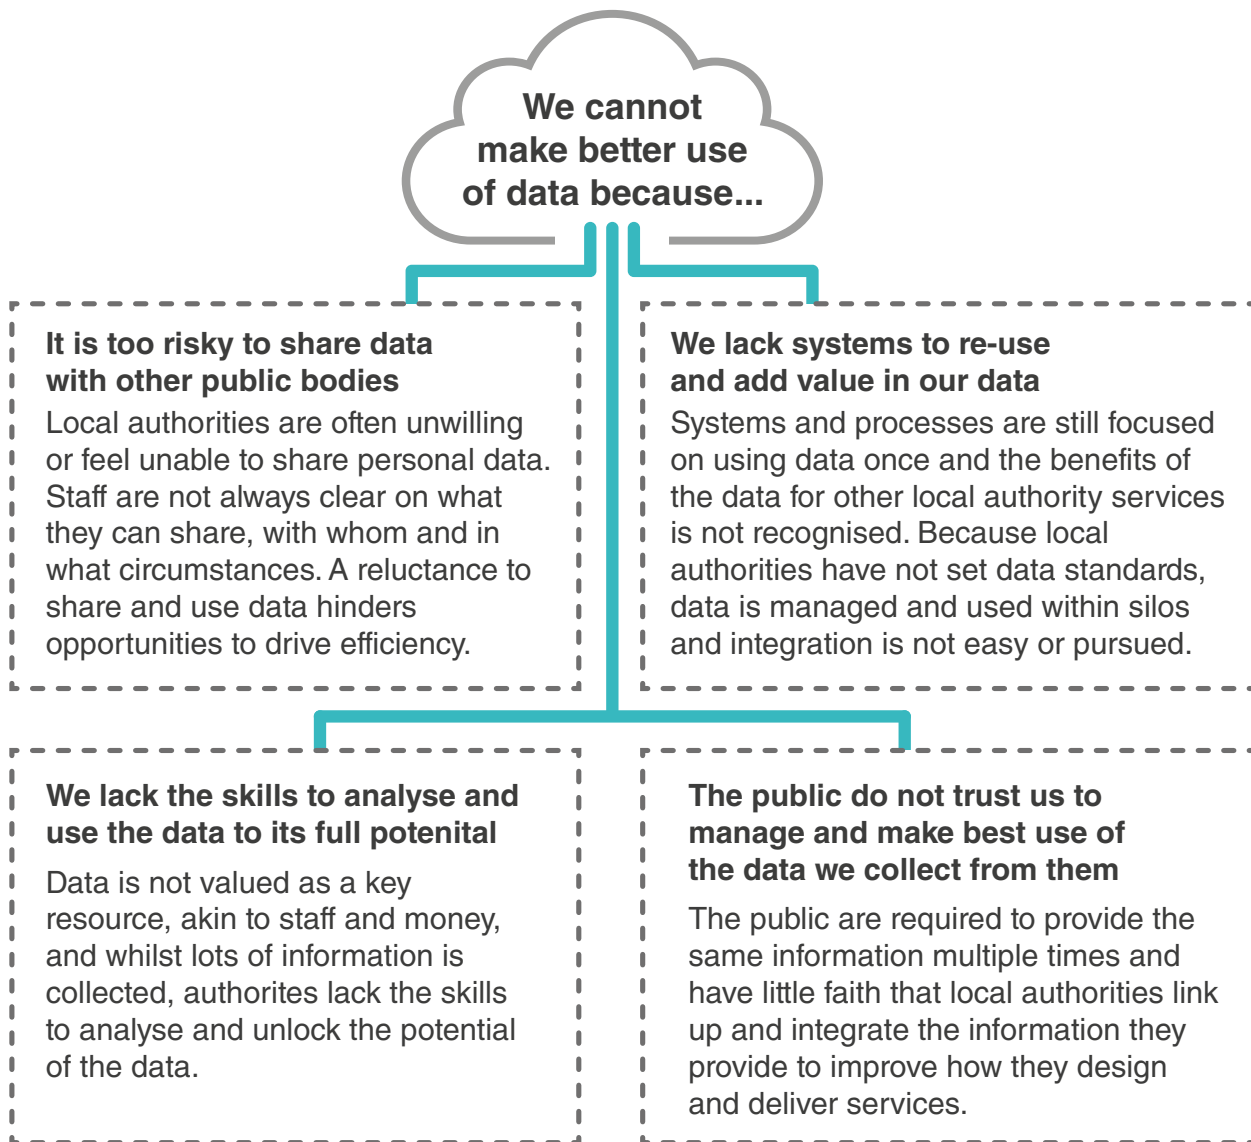 We cannot
make better use
of data because...
It is too risky to share data
with other public bodies
Local authorities are often unwilling
or feel unable to share personal data.
Staff are not always clear on what
they can share, with whom and in
what circumstances. A reluctance to
share and use data hinders
opportunities to drive efficiency.
We lack systems to re-use
and add value in our data
Systems and processes are still focused
on using data once and the benefits of
the data for other local authority services
is not recognised. Because local
authorities have not set data standards,
data is managed and used within silos
and integration is not easy or pursued.
We lack the skills to analyse and
use the data to its full potenital
Data is not valued as a key
resource, akin to staff and money,
and whilst lots of information is
collected, authorites lack the skills
to analyse and unlock the potential
of the data.
The public do not trust us to
manage and make best use of
the data we collect from them
The public are required to provide the
same information multiple times and
have little faith that local authorities link
up and integrate the information they
provide to improve how they design
and deliver services.